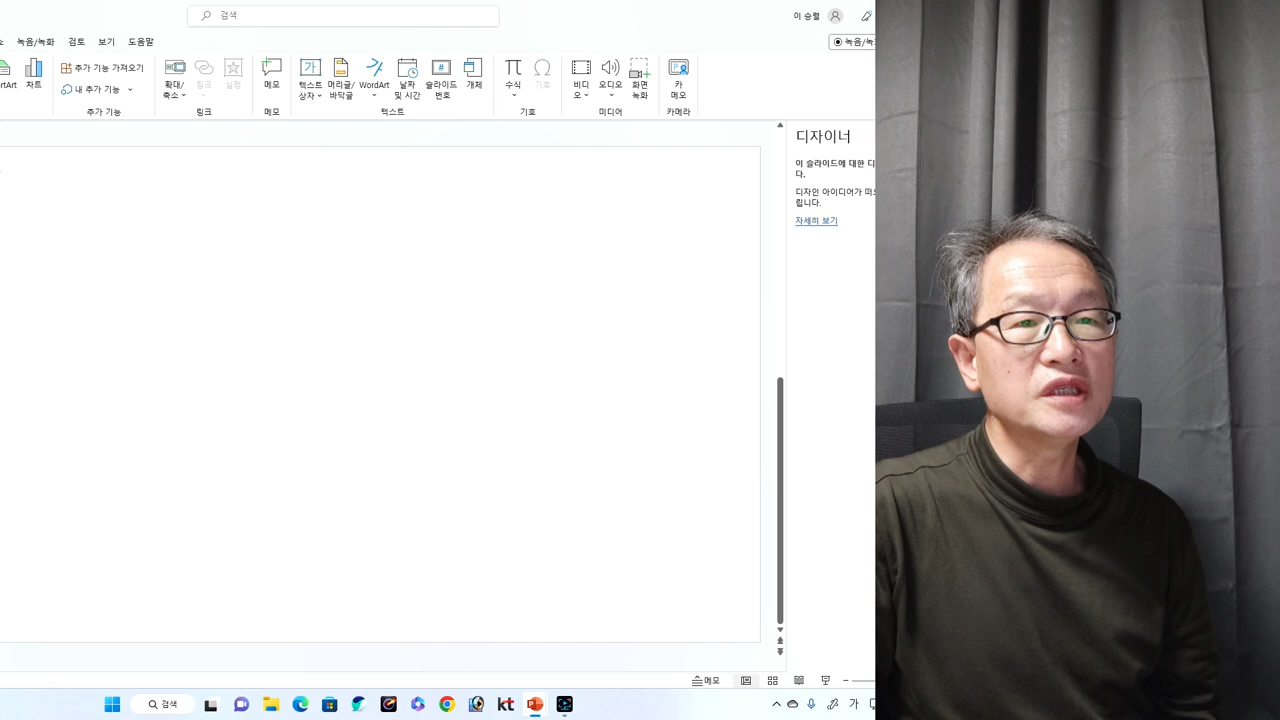 검색
이 승렬
녹음/녹화 검토 보기 도움말
녹음/녹
추가 기능 가져오기
내 추가 기능
rtArt 차트 확대/ 링크 실행 메모 텍스트 머리글/ WordArt 날짜 슬라이드 개체 수식 기호 비디 오디오 화면 카
축소 상자 바닥글 및 시간 번호 오 녹화 메오
추가 기능 링크 메모 텍스트 기호 미디어 카메라
디자이너
이 슬라이드에 대한 디
다.
디자인 아이디어가 떠
립니다.
자세히 보기
메모
검색
kt
가